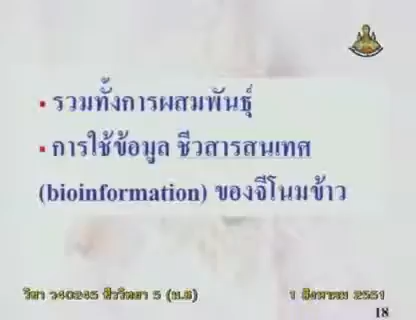 • รวมทั้งการผสมพันธุ์
• การใช้ข้อมูล ชีวสารสนเทศ
(bioinformation) ของจีโนมข้าว
วิชา ว40245 ชีววิทยา 5 (ม.6)
1 สิงหาคม 2551
18